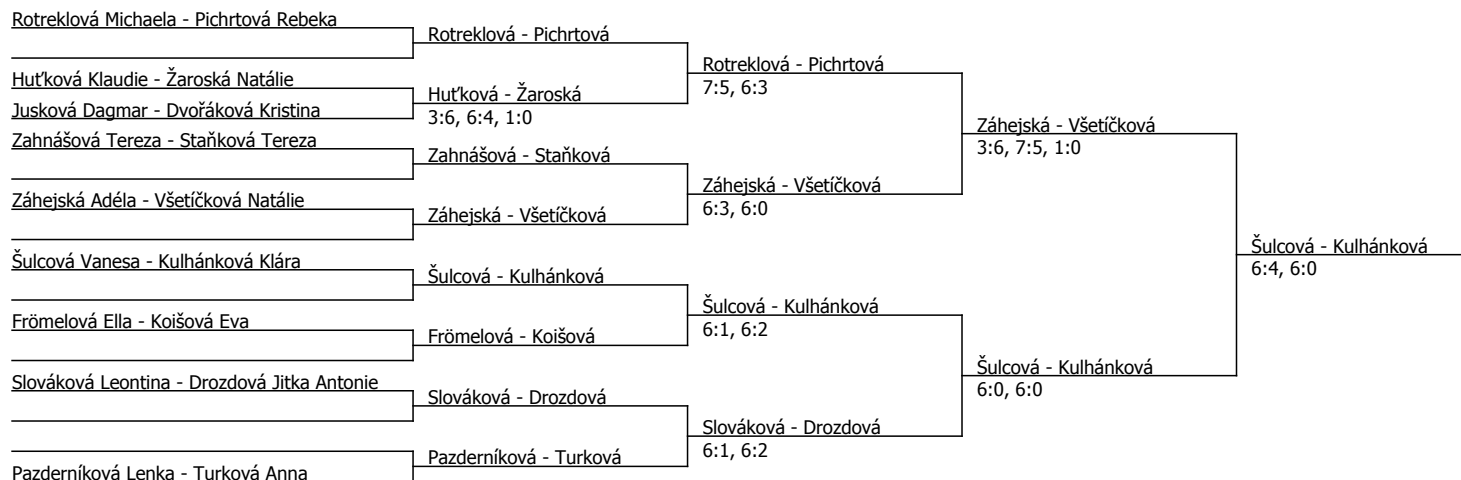 Rotreklová Michaela - Pichrtová Rebeka
Rotreklová - Pichrtová
Rotreklová - Pichrtová
7:5, 6:3
Huťková Klaudie - Žaroská Natálie
Huťková - Žaroská
3:6, 6:4, 1:0
Jusková Dagmar - Dvořáková Kristina
Záhejská - Všetíčková
3:6, 7:5, 1:0
Zahnášová Tereza - Staňková Tereza
Zahnášová - Staňková
Záhejská - Všetíčková
6:3, 6:0
Záhejská Adéla - Všetíčková Natálie
Záhejská - Všetíčková
Šulcová - Kulhánková
6:4, 6:0
Šulcová Vanesa - Kulhánková Klára
Šulcová - Kulhánková
Šulcová - Kulhánková
6:1, 6:2
Frömelová Ella - Koišová Eva
Frömelová - Koišová
Šulcová - Kulhánková
6:0, 6:0
Slováková Leontina - Drozdová Jitka Antonie
Slováková - Drozdová
Slováková - Drozdová
6:1, 6:2
Pazderníková - Turková
Pazderníková Lenka - Turková Anna